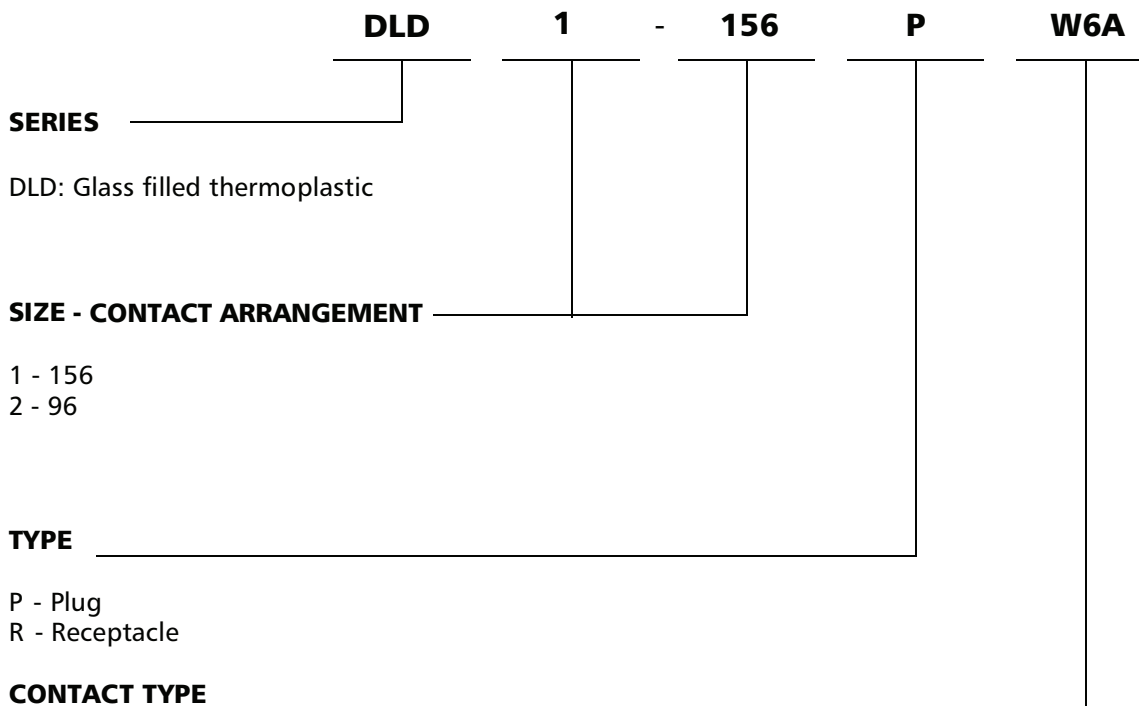 DLD 1 - 156 P W6A
SERIES
DLD: Glass filled thermoplastic
SIZE - CONTACT ARRANGEMENT
1 - 156
2 - 96
TYPE
P - Plug
R - Receptacle
CONTACT TYPE